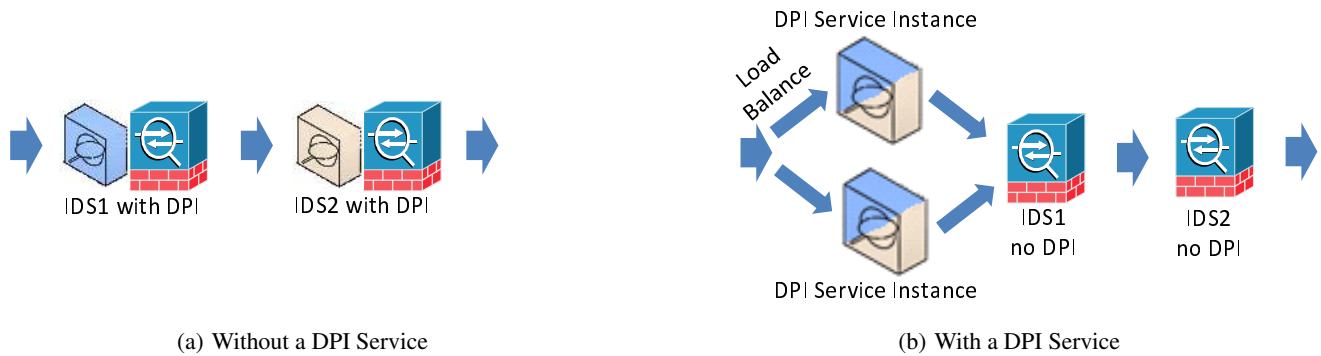 IDS1 with DPI
IDS2 with DPI
(a) Without a DPI Service
DPI Service Instance
Load
Balance
DPI Service Instance
IDS1
no DPI
IDS2
no DPI
(b) With a DPI Service